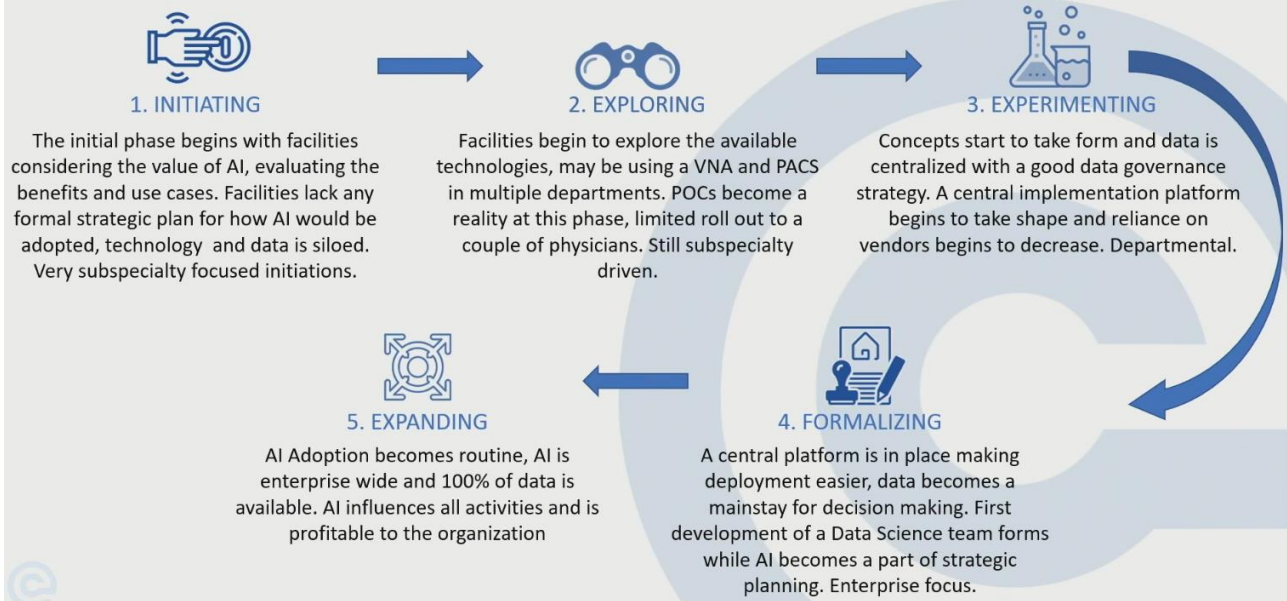 1. INITIATING
The initial phase begins with facilities
considering the value of AI, evaluating the
benefits and use cases. Facilities lack any
formal strategic plan for how AI would be
adopted, technology and data is siloed.
Very subspecialty focused initiations.
2. EXPLORING
Facilities begin to explore the available
technologies, may be using a VNA and PACS
in multiple departments. POCs become a
reality at this phase, limited roll out to a
couple of physicians. Still subspecialty
driven.
3. EXPERIMENTING
Concepts start to take form and data is
centralized with a good data governance
strategy. A central implementation platform
begins to take shape and reliance on
vendors begins to decrease. Departmental.
4. FORMALIZING
A central platform is in place making
deployment easier, data becomes a
mainstay for decision making. First
development of a Data Science team forms
while AI becomes a part of strategic
planning. Enterprise focus.
5. EXPANDING
AI Adoption becomes routine, AI is
enterprise wide and 100% of data is
available. AI influences all activities and is
profitable to the organization